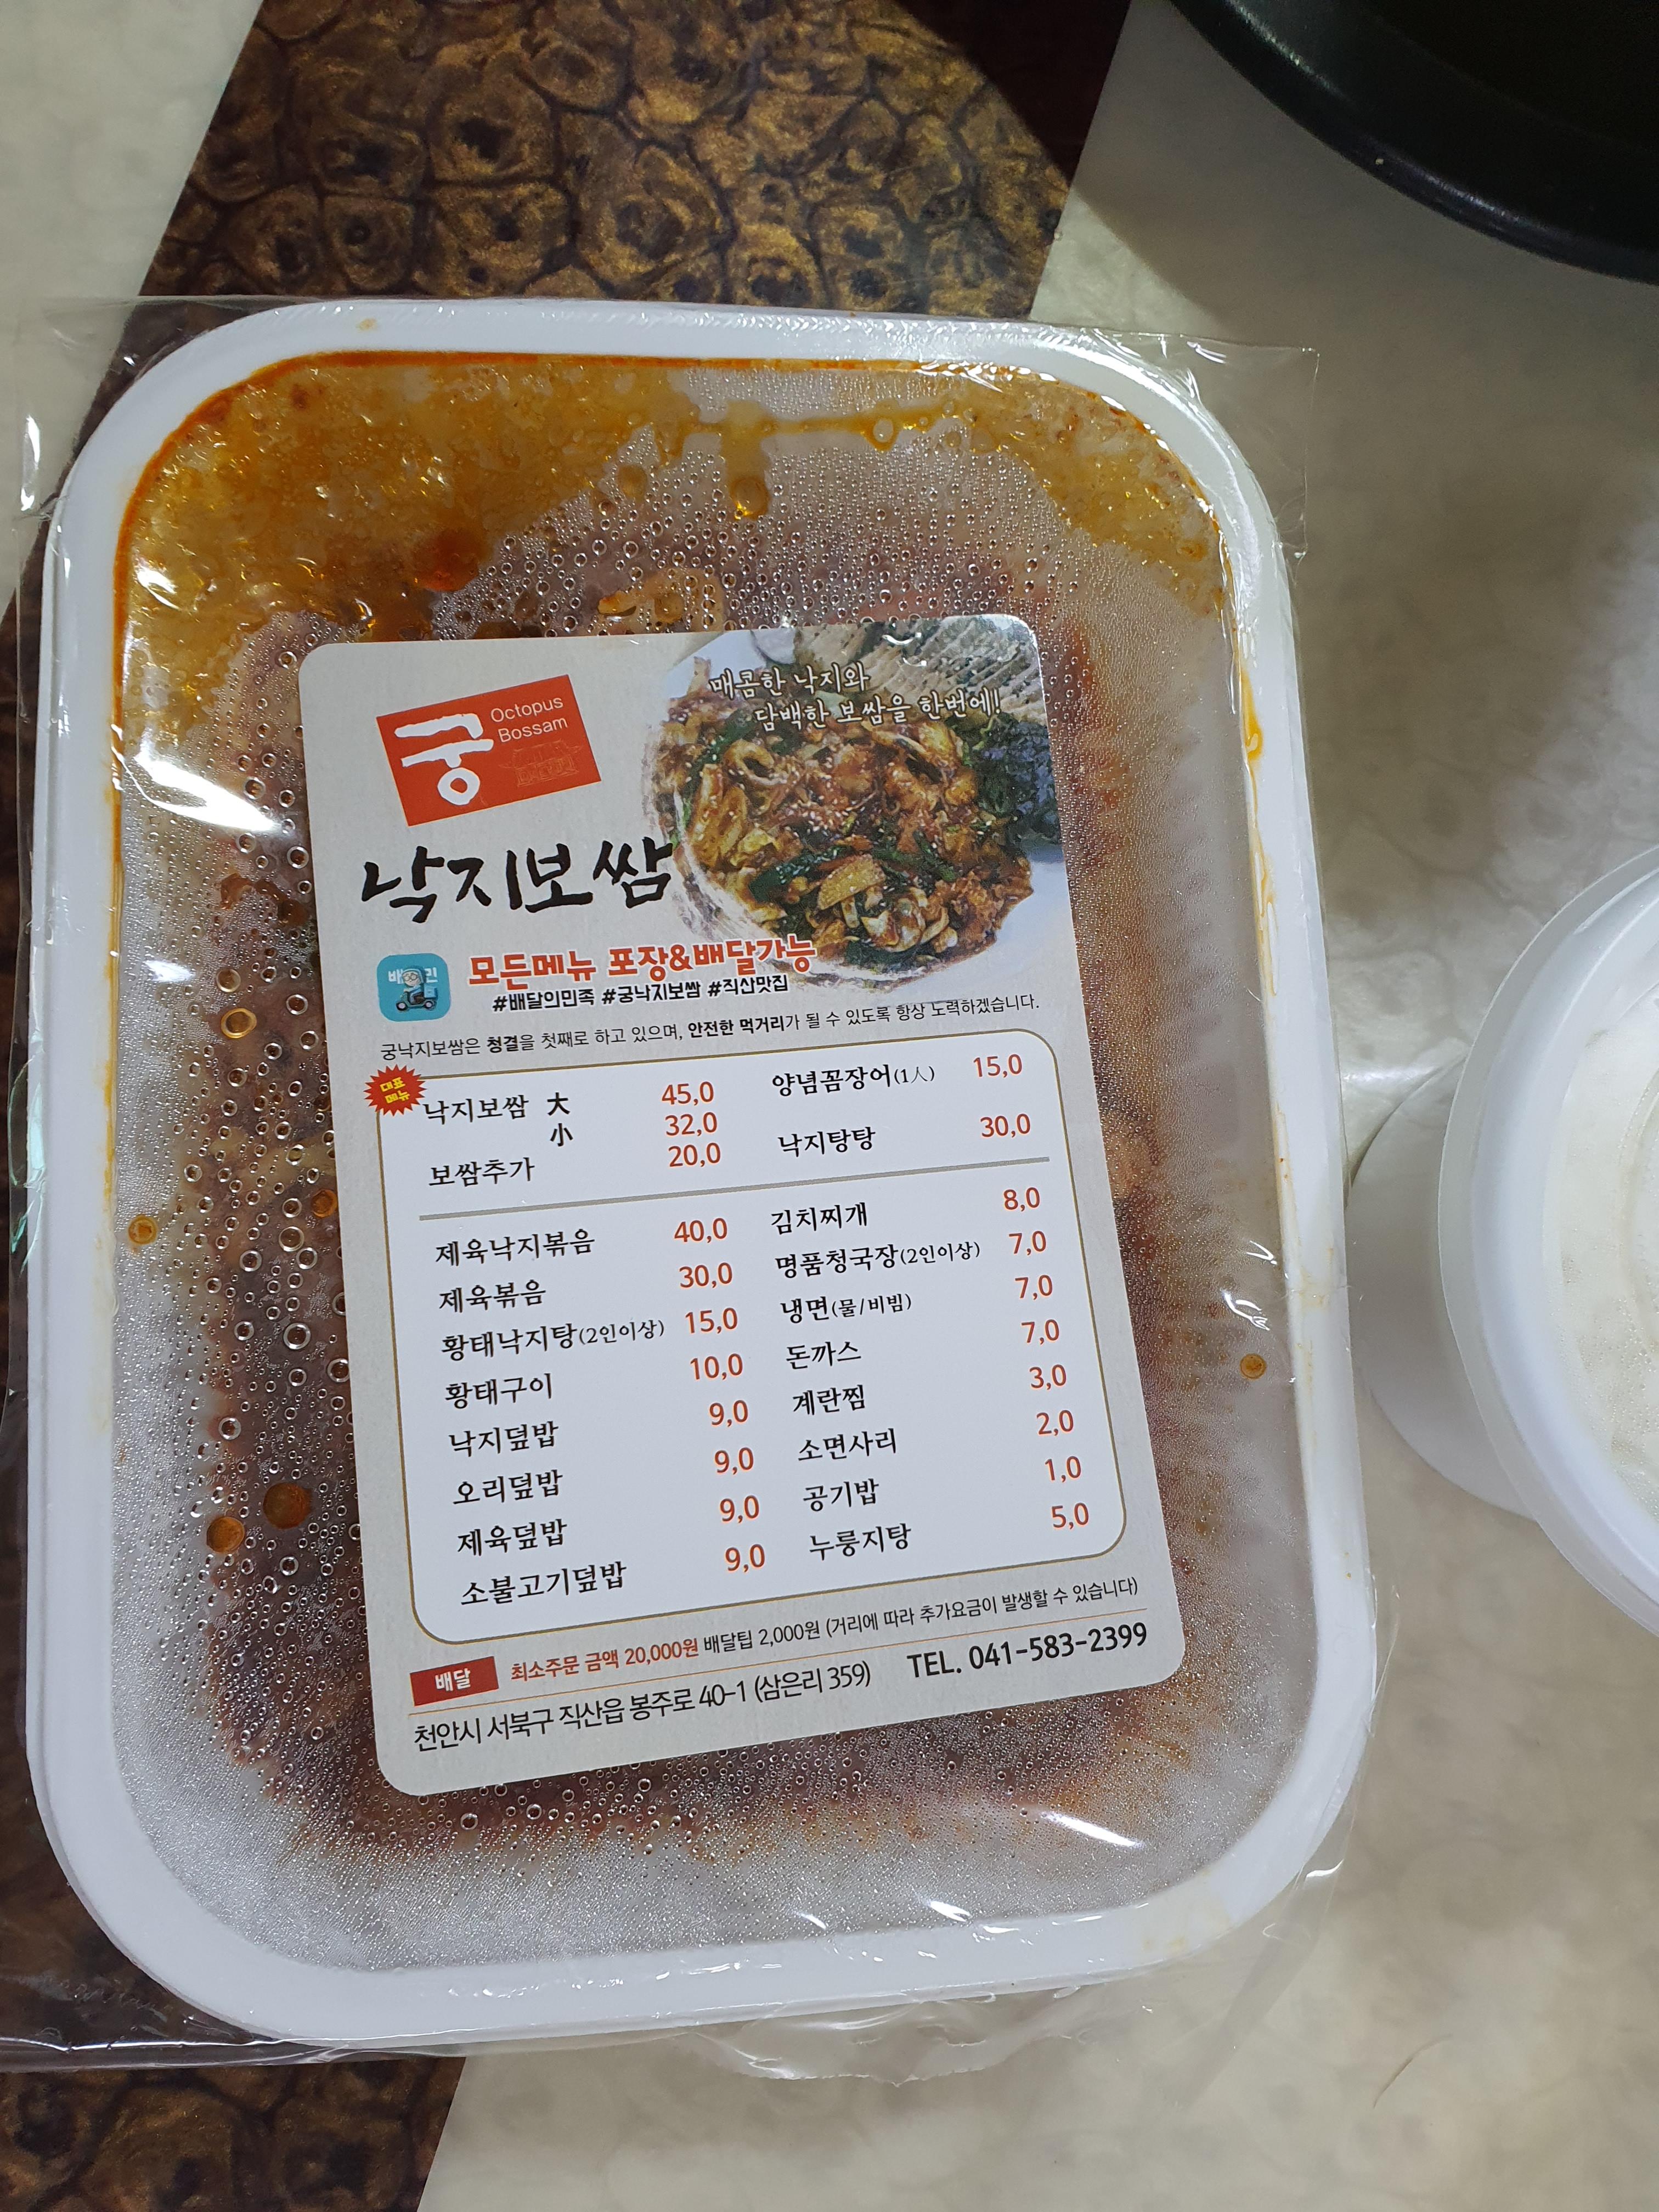 궁 Octopus
Bossam
매콤한 낙지와
담백한 보쌈을 한번에!
낙지보쌈
배 민
모든메뉴 포장&배달가능
#배달의민족 #궁낙지보쌈 #직산맛집
궁낙지보쌈은 청결을 첫째로 하고 있으며, 안전한 먹거리가 될 수 있도록 항상 노력하겠습니다.
대표
메뉴
낙지보쌈 大 45,0
小 32,0
보쌈추가 20,0
양념꼼장어(1人) 15,0
낙지탕탕 30,0
제육낙지볶음 40,0
제육볶음 30,0
황태낙지탕(2인이상) 15,0
황태구이 10,0
낙지덮밥 9,0
오리덮밥 9,0
제육덮밥 9,0
소불고기덮밥 9,0
김치찌개 8,0
명품청국장(2인이상) 7,0
냉면(물/비빔) 7,0
돈까스 7,0
계란찜 3,0
소면사리 2,0
공기밥 1,0
누룽지탕 5,0
배달 최소주문 금액 20,000원 배달팁 2,000원 (거리에 따라 추가요금이 발생할 수 있습니다)
천안시 서북구 직산읍 봉주로 40-1 (삼은리 359) TEL. 041-583-2399